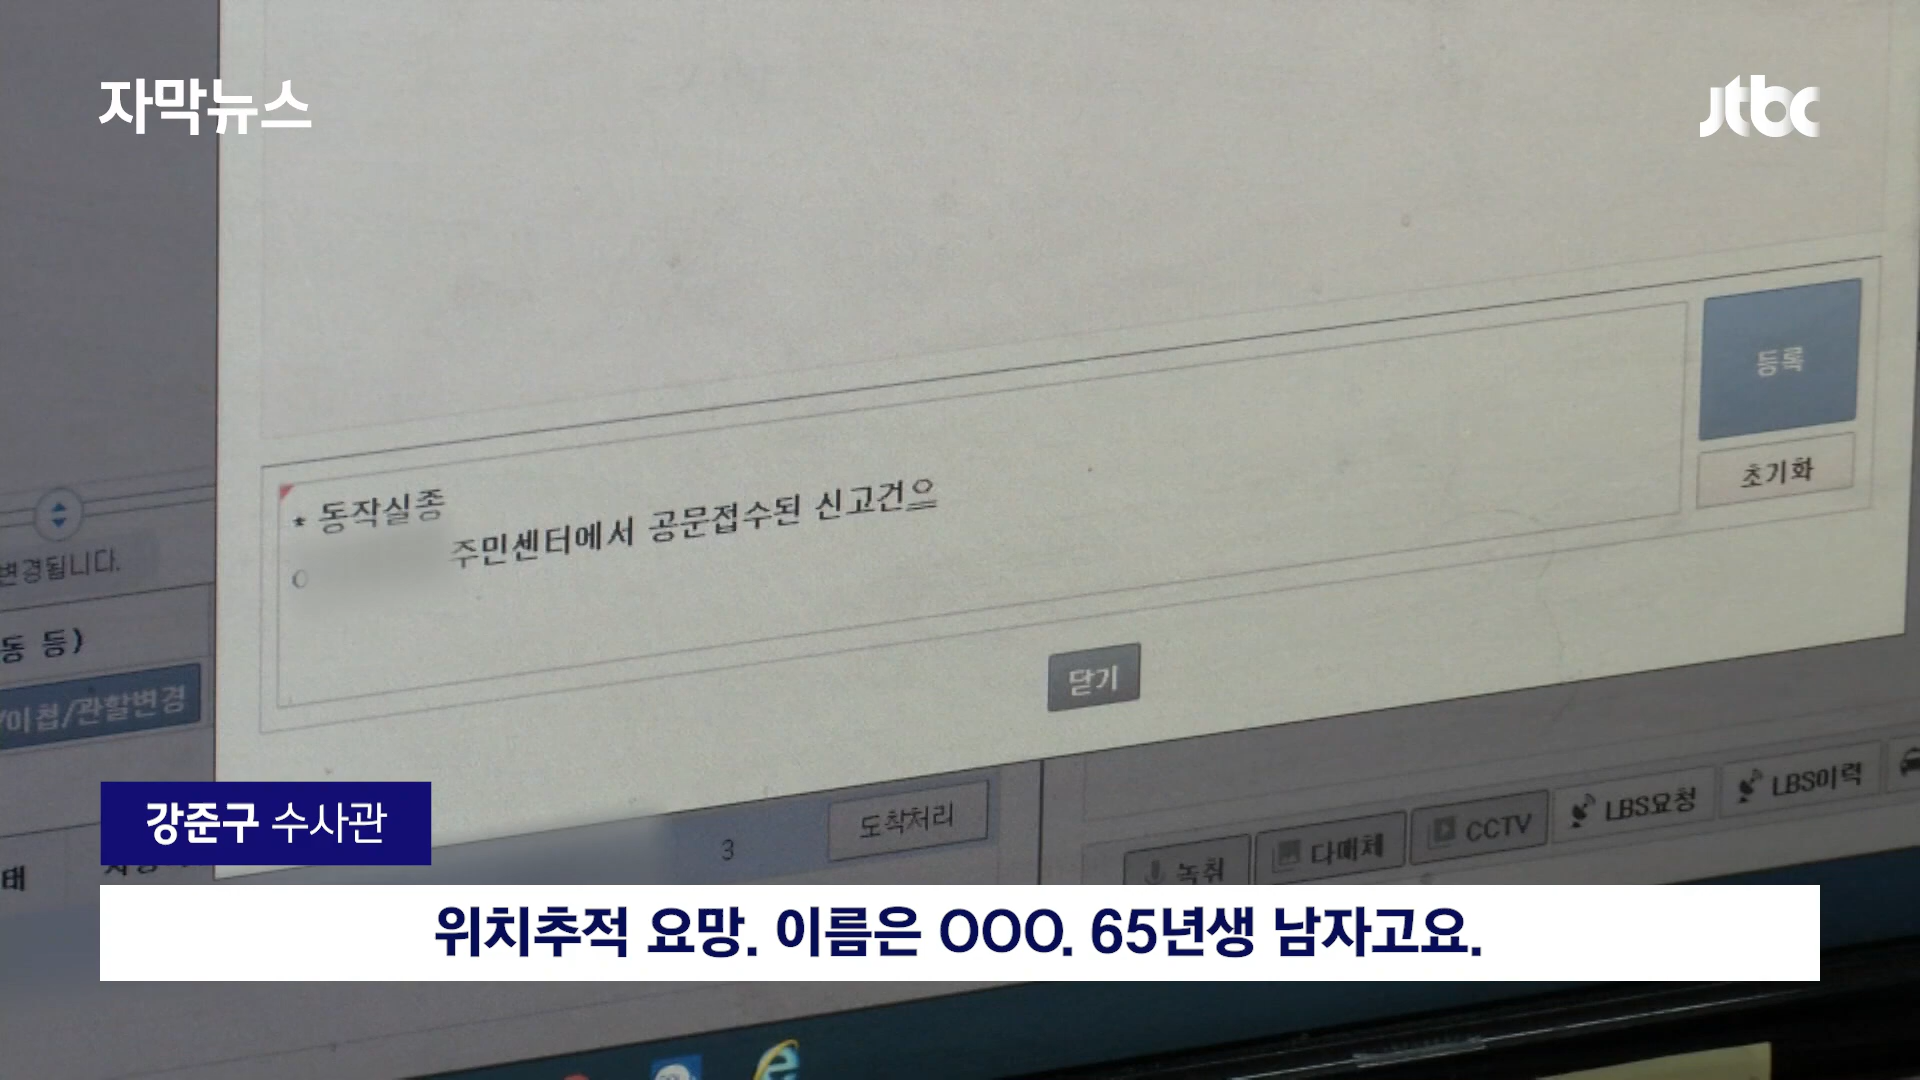 자막뉴스
jtbc
등록
초기화
* 동작실종
주민센터에서 공문접수된 신고건으
변경됩니다.
동 등)
닫기
/이첩/관할변경
LBS이력
LBS요청
CCTV
다매체
녹취
도착처리
3
태
강준구 수사관
위치추적 요망. 이름은 OOO. 65년생 남자고요.